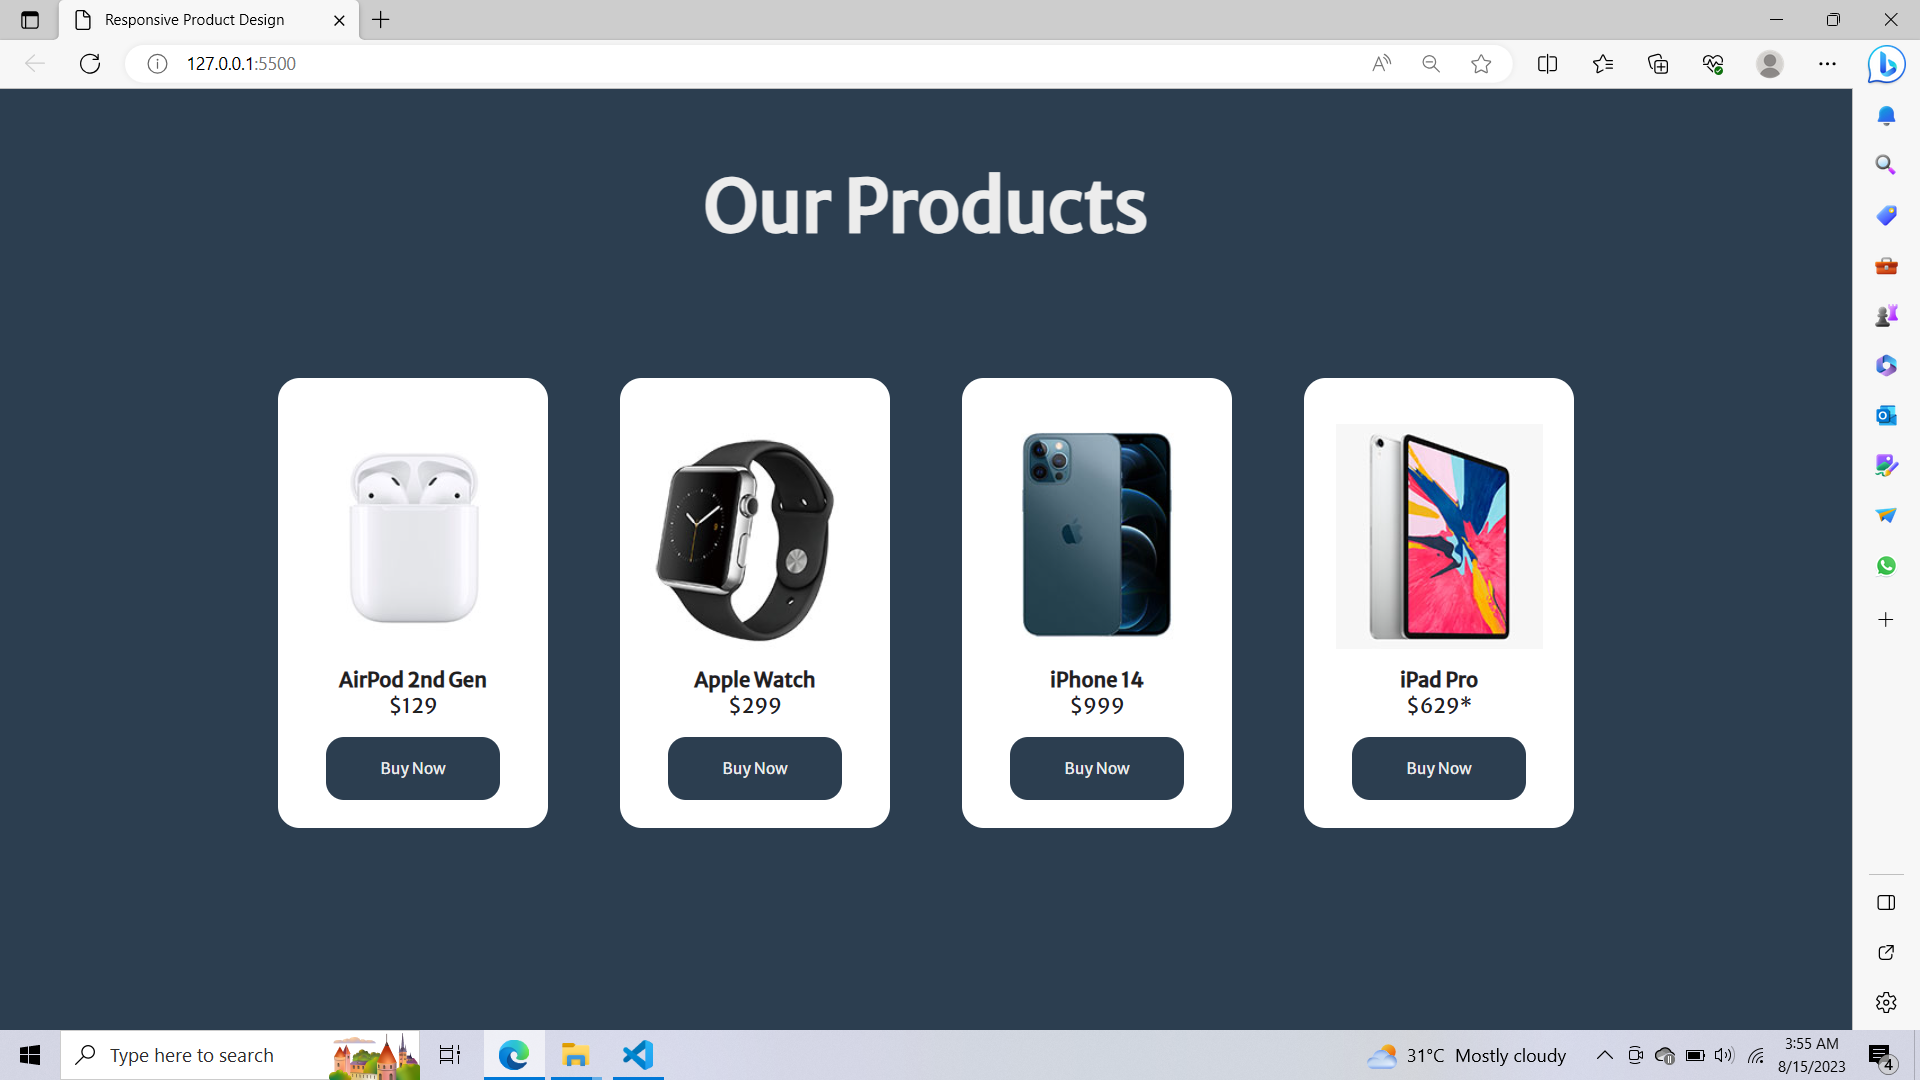 Responsive Product Design
127.0.0.1:5500
Our Products
AirPod 2nd Gen
$129
Buy Now
Apple Watch
$299
Buy Now
iPhone 14
$999
Buy Now
iPad Pro
$629*
Buy Now
Type here to search
31°C Mostly cloudy
3:55 AM
8/15/2023
4